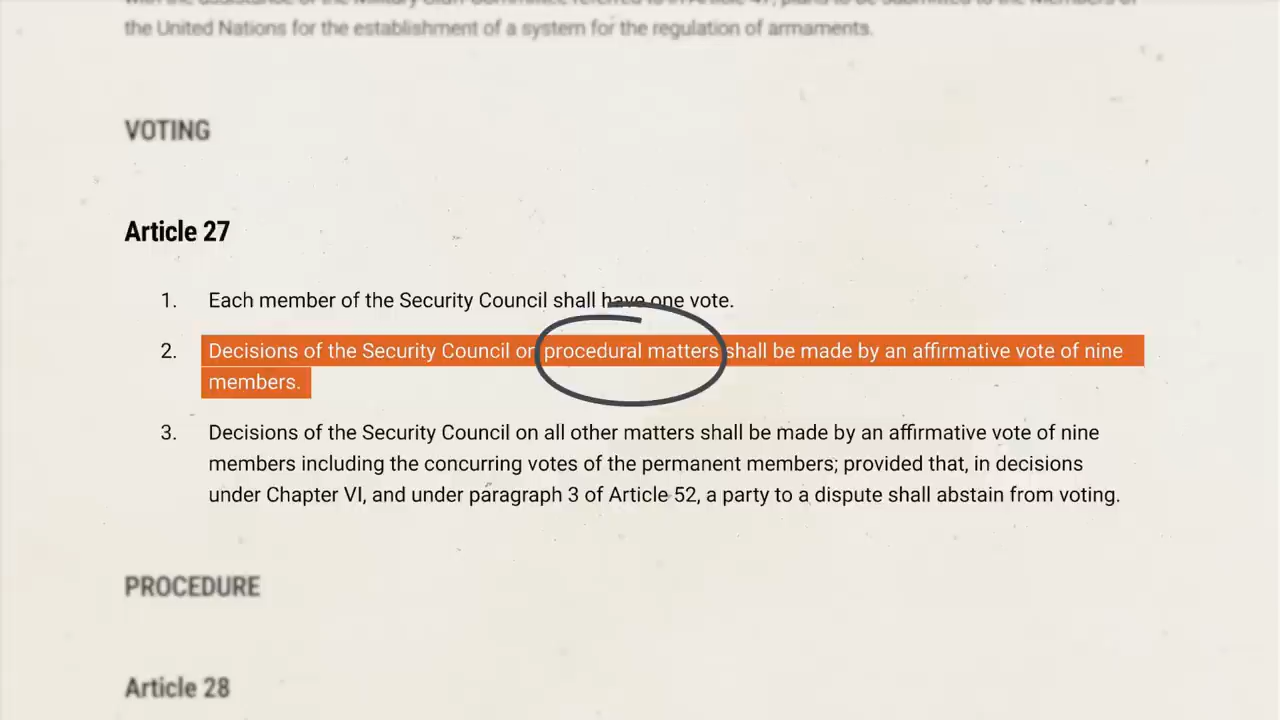 the United Nations for the establishment of a system for the regulation of armaments.
VOTING
Article 27
1. Each member of the Security Council shall have one vote.
2. Decisions of the Security Council on procedural matters shall be made by an affirmative vote of nine
members.
3. Decisions of the Security Council on all other matters shall be made by an affirmative vote of nine
members including the concurring votes of the permanent members; provided that, in decisions
under Chapter VI, and under paragraph 3 of Article 52, a party to a dispute shall abstain from voting.
PROCEDURE
Article 28